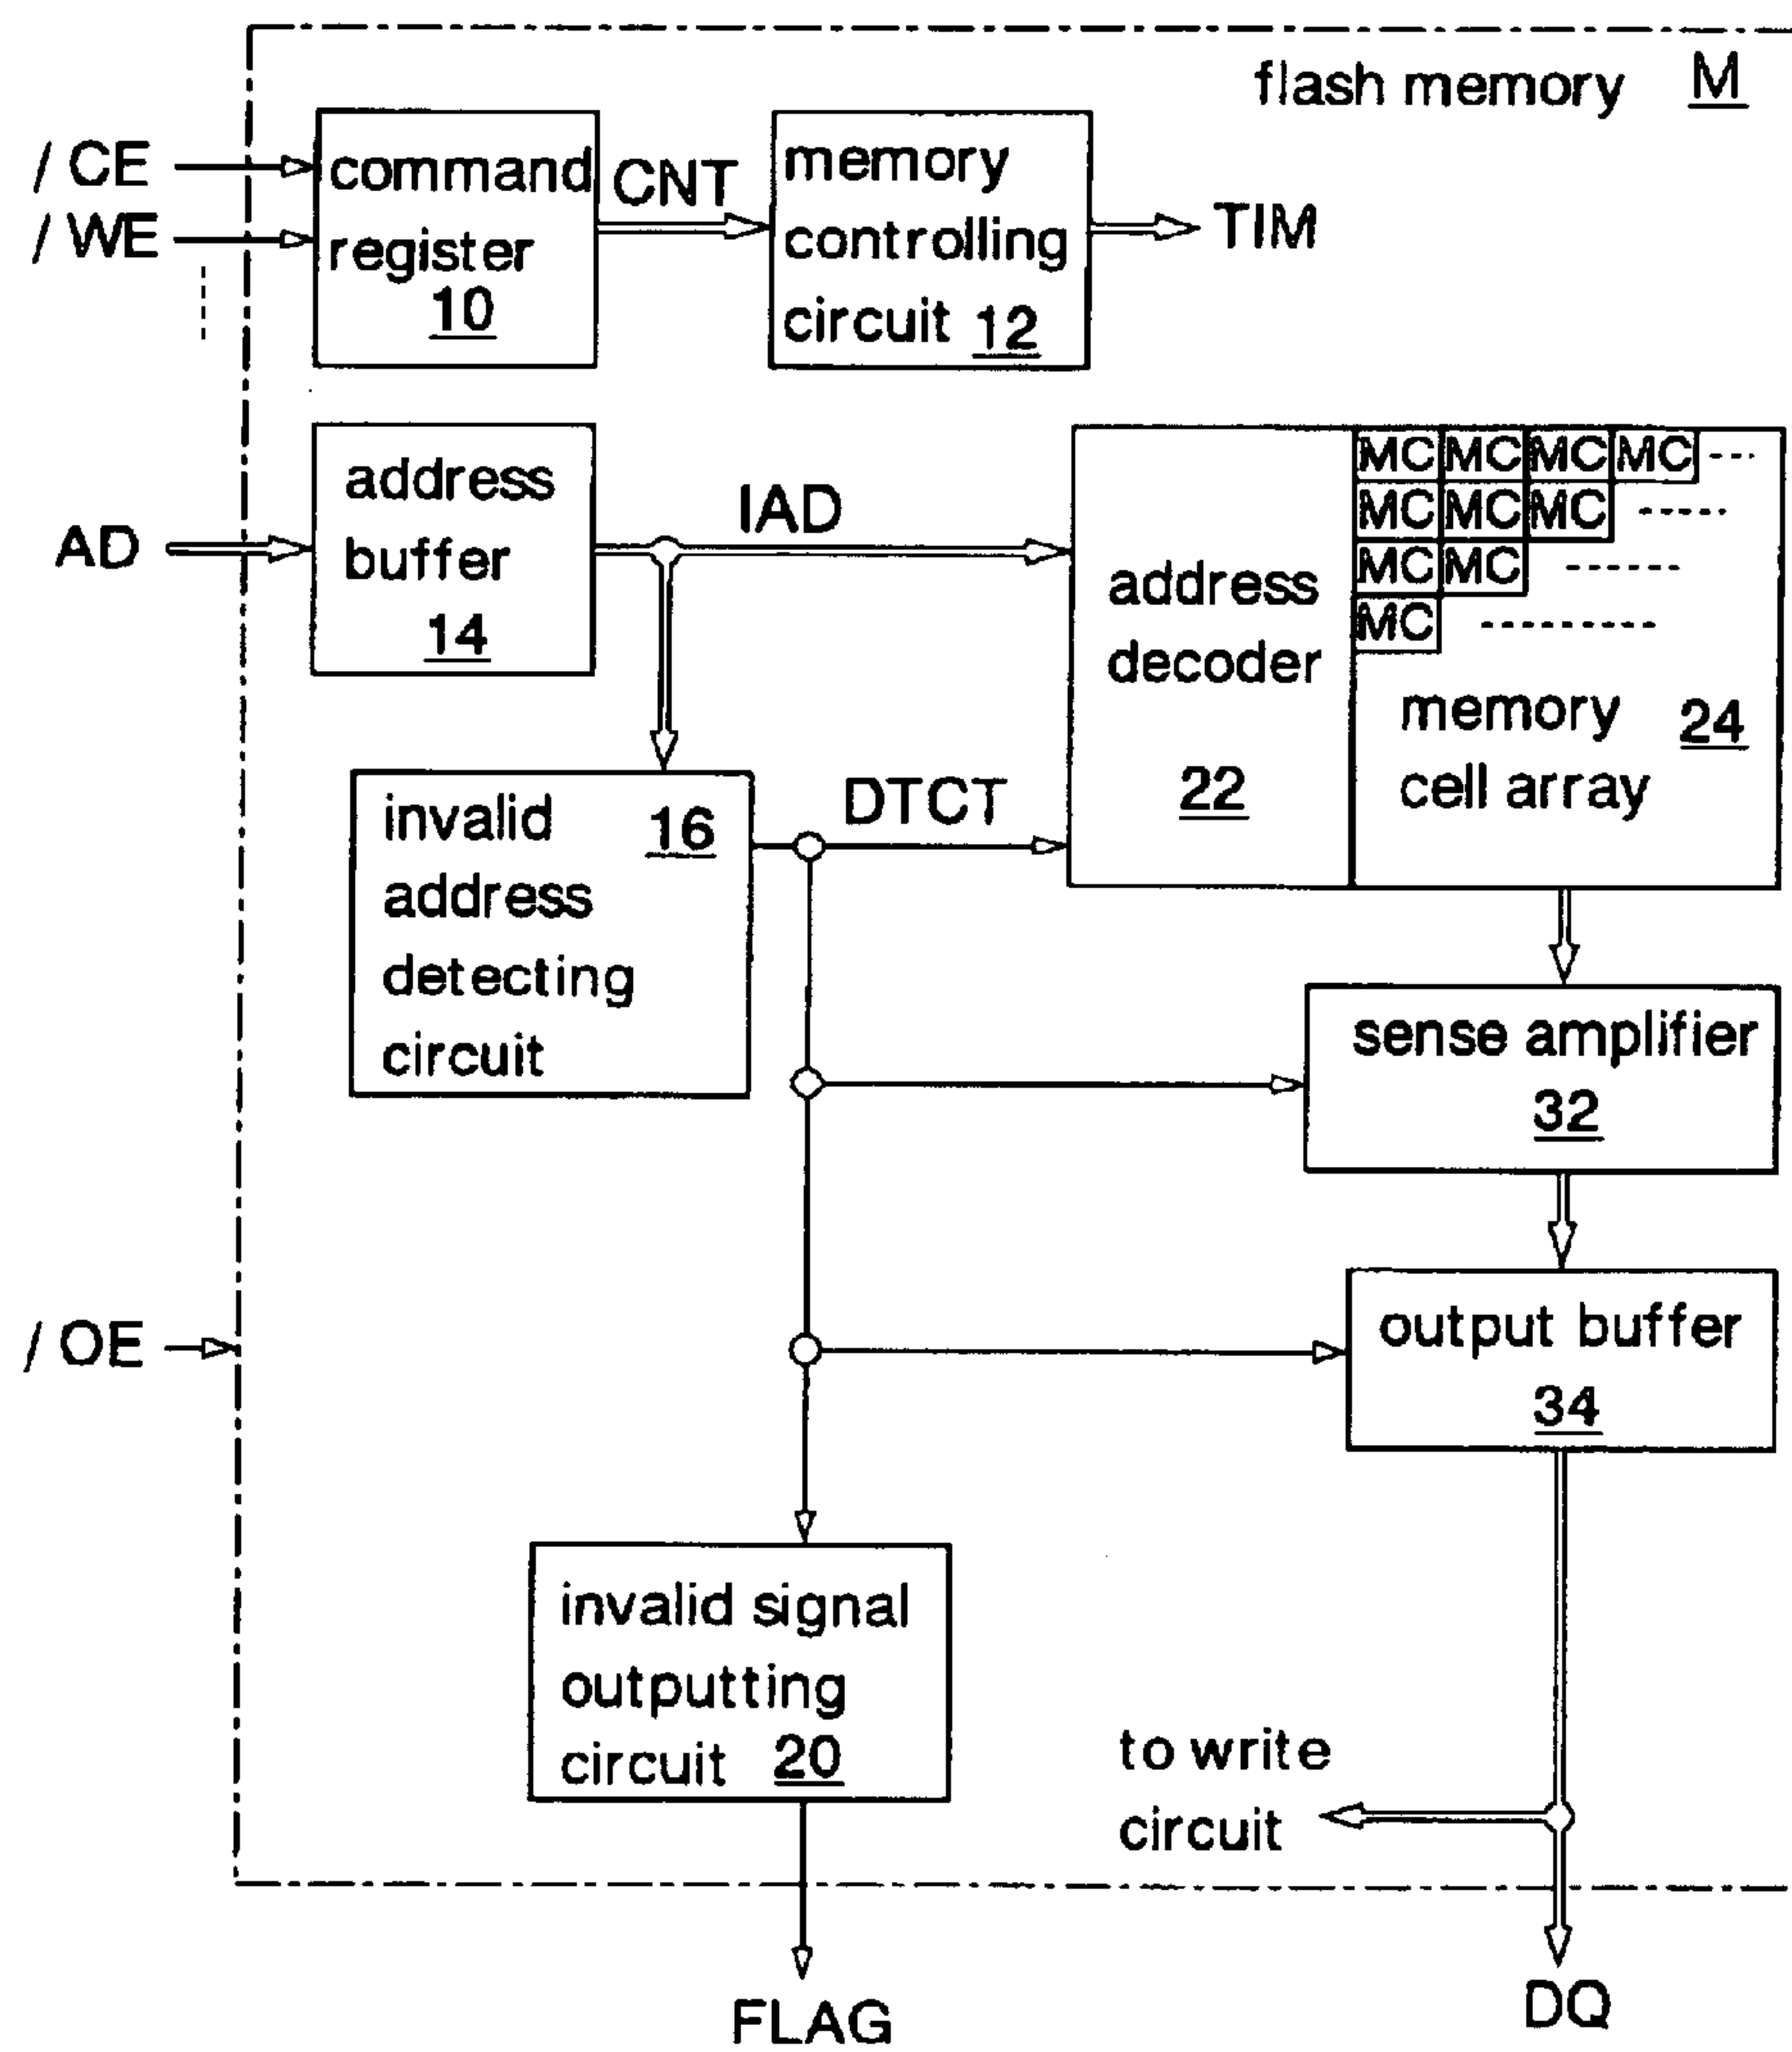 flash memory M
/ CE
/ WE
command
register
10
CNT
memory
controlling
circuit 12
TIM
AD
address
buffer
14
IAD
address
decoder
22
MC MC MC MC
MC MC MC
MC MC
MC
memory
cell array
24
invalid
address
detecting
circuit
16
DTCT
sense amplifier
32
/ OE
output buffer
34
invalid signal
outputting
circuit 20
to write
circuit
FLAG
DQ